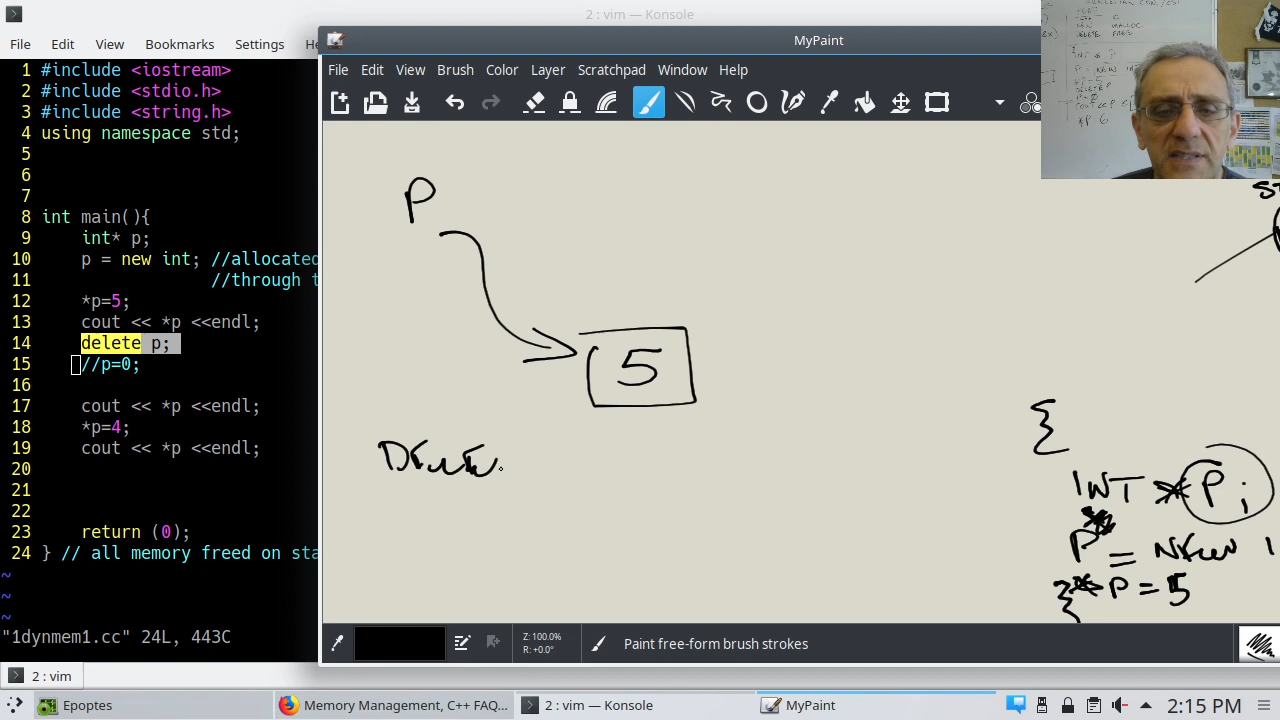 2 : vim — Konsole
File Edit View Bookmarks Settings He
1 #include <iostream>
2 #include <stdio.h>
3 #include <string.h>
4 using namespace std;
5
6
7
8 int main(){
9 int* p;
10 p = new int; //allocated
11 //through t
12 *p=5;
13 cout << *p <<endl;
14 delete p;
15 //p=0;
16
17 cout << *p <<endl;
18 *p=4;
19 cout << *p <<endl;
20
21
22
23 return (0);
24 } // all memory freed on sta
~
~
~
"1dynmem1.cc" 24L, 443C
2 : vim
MyPaint
File Edit View Brush Color Layer Scratchpad Window Help
P
5
DELETE
{
INT *P;
P = NEW I
*P = 5
}
Z: 100.0%
R: +0.0°
Paint free-form brush strokes
Epoptes
Memory Management, C++ FAQ...
2 : vim — Konsole
MyPaint
2:15 PM